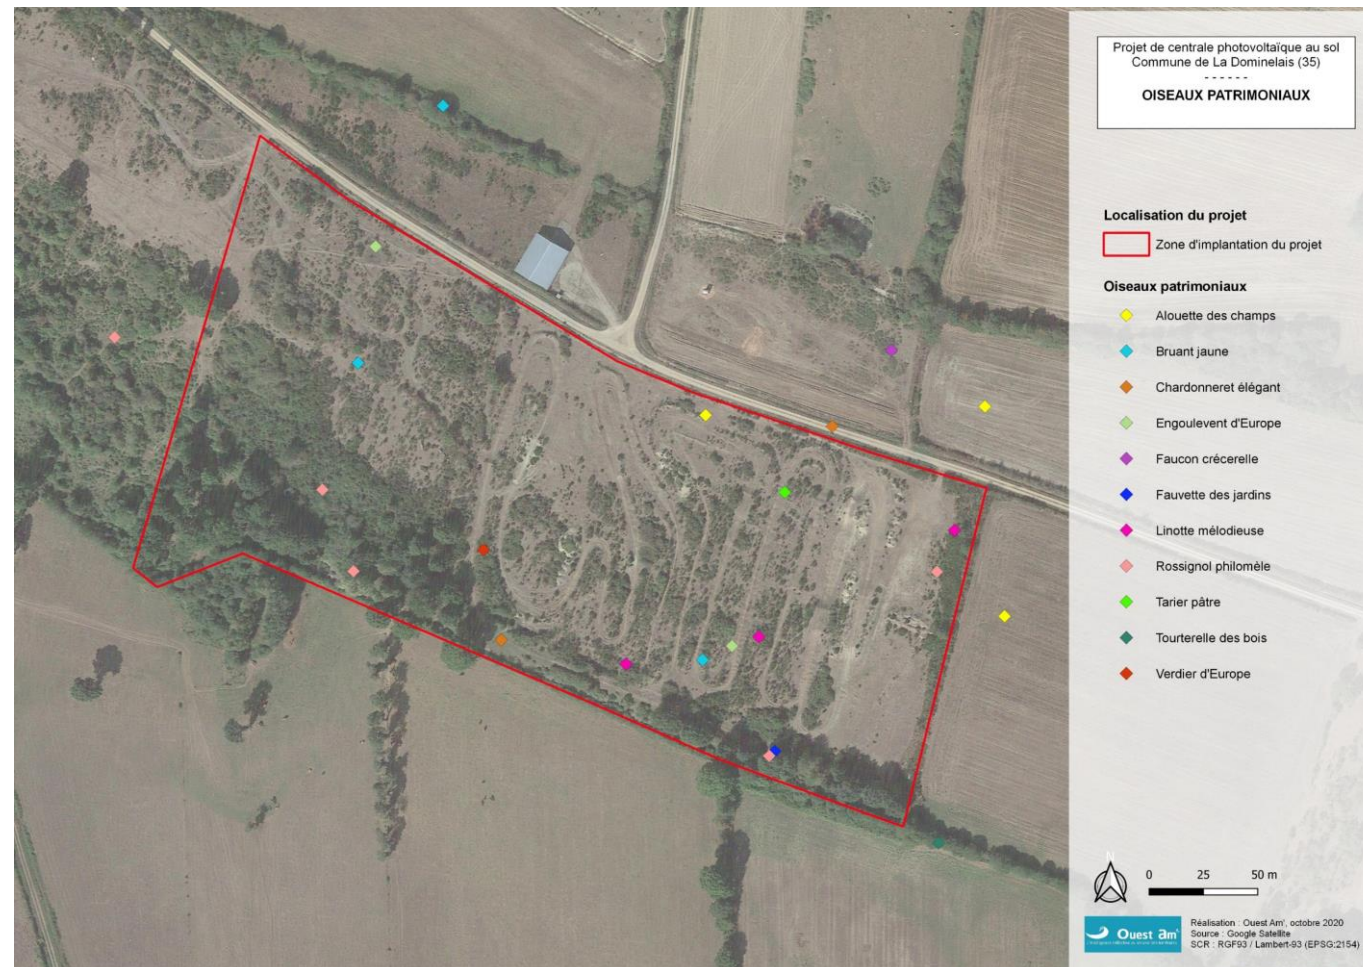 Projet de centrale photovoltaïque au sol
Commune de La Dominelais (35)
- - - - - -
OISEAUX PATRIMONIAUX
Localisation du projet
Zone d'implantation du projet
Oiseaux patrimoniaux
Alouette des champs
Bruant jaune
Chardonneret élégant
Engoulevent d'Europe
Faucon crécerelle
Fauvette des jardins
Linotte mélodieuse
Rossignol philomèle
Tarier pâtre
Tourterelle des bois
Verdier d'Europe
N
0 25 50 m
Ouest am'
Réalisation : Ouest Am', octobre 2020
Source : Google Satellite
SCR : RGF93 / Lambert-93 (EPSG:2154)